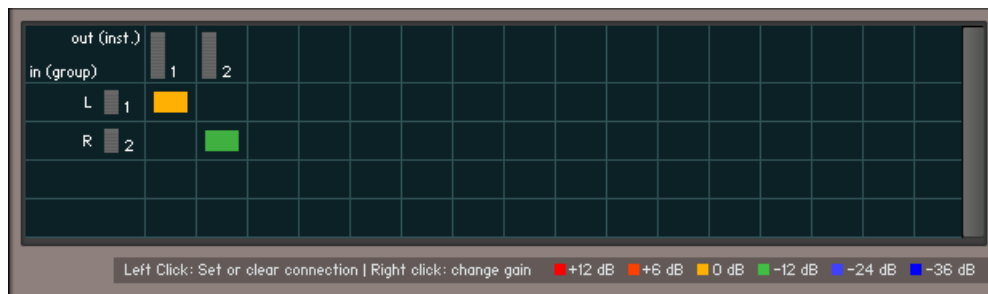 out (inst.)
in (group) 1 2
L 1
R 2
Left Click: Set or clear connection | Right click: change gain +12 dB +6 dB 0 dB -12 dB -24 dB -36 dB